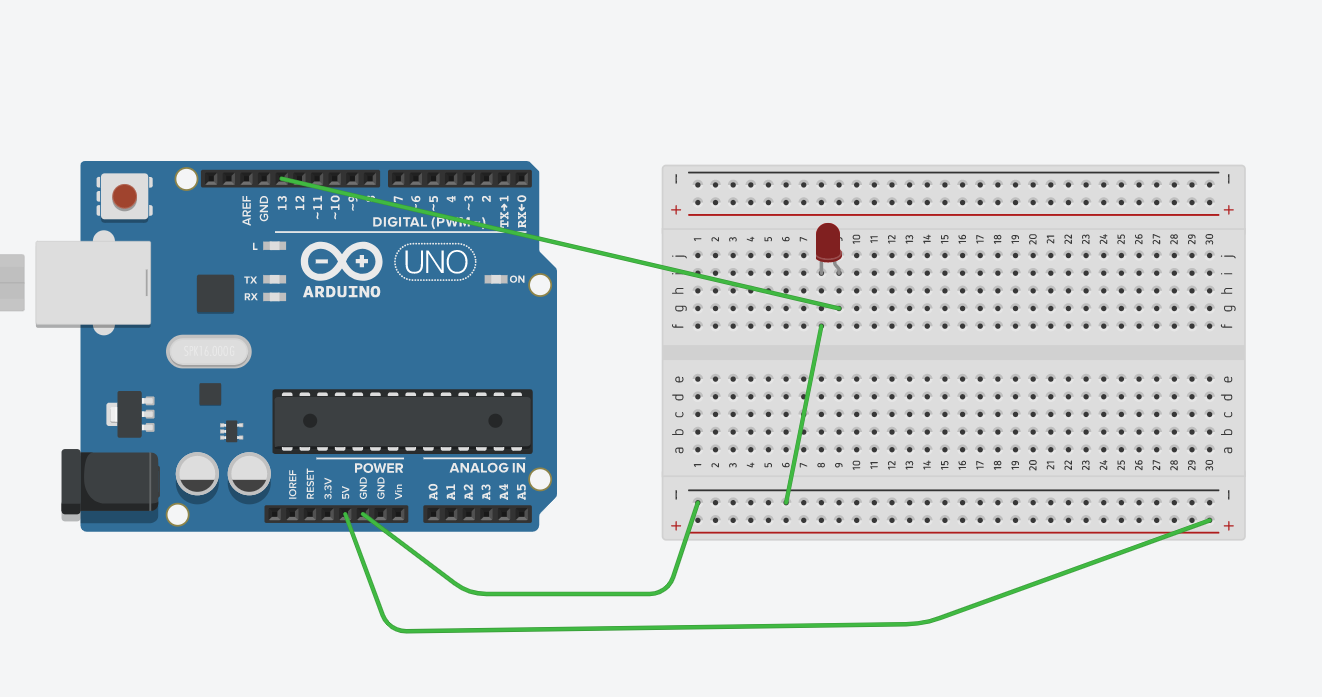 AREF
GND
13
12
~11
~10
~9
7
~6
~5
4
~3
2
TX→1
RX←0
DIGITAL (PWM
L
TX
RX
ARDUINO
UNO
ON
SPK16.000G
POWER
ANALOG IN
IOREF
RESET
3.3V
5V
GND
GND
Vin
A0
A1
A2
A3
A4
A5
− −
+ +
1 2 3 4 5 6 7 8 9 10 11 12 13 14 15 16 17 18 19 20 21 22 23 24 25 26 27 28 29 30
j j
i i
h h
g g
f f
e e
d d
c c
b b
a a
1 2 3 4 5 6 7 8 9 10 11 12 13 14 15 16 17 18 19 20 21 22 23 24 25 26 27 28 29 30
− −
+ +